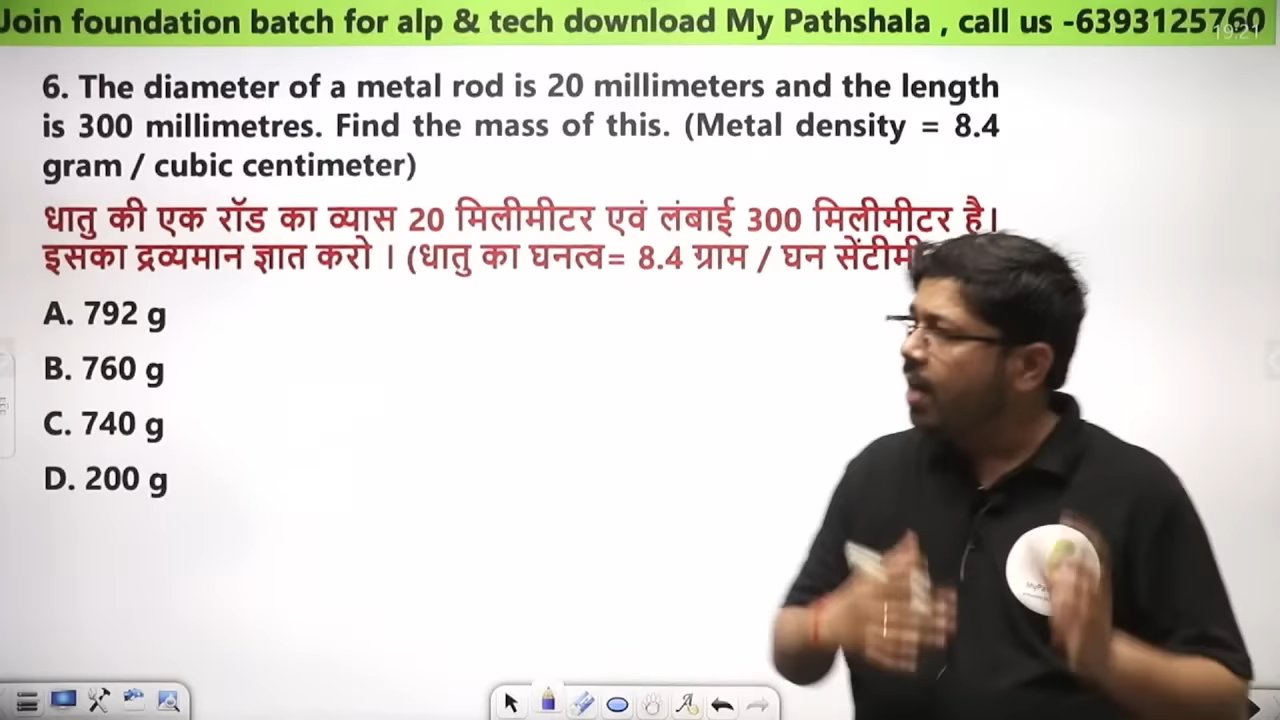 Join foundation batch for alp & tech download My Pathshala , call us -6393125760
19:21
6. The diameter of a metal rod is 20 millimeters and the length
is 300 millimetres. Find the mass of this. (Metal density = 8.4
gram / cubic centimeter)
धातु की एक रॉड का व्यास 20 मिलीमीटर एवं लंबाई 300 मिलीमीटर है।
इसका द्रव्यमान ज्ञात करो । (धातु का घनत्व= 8.4 ग्राम / घन
A. 792 g
B. 760 g
C. 740 g
D. 200 g